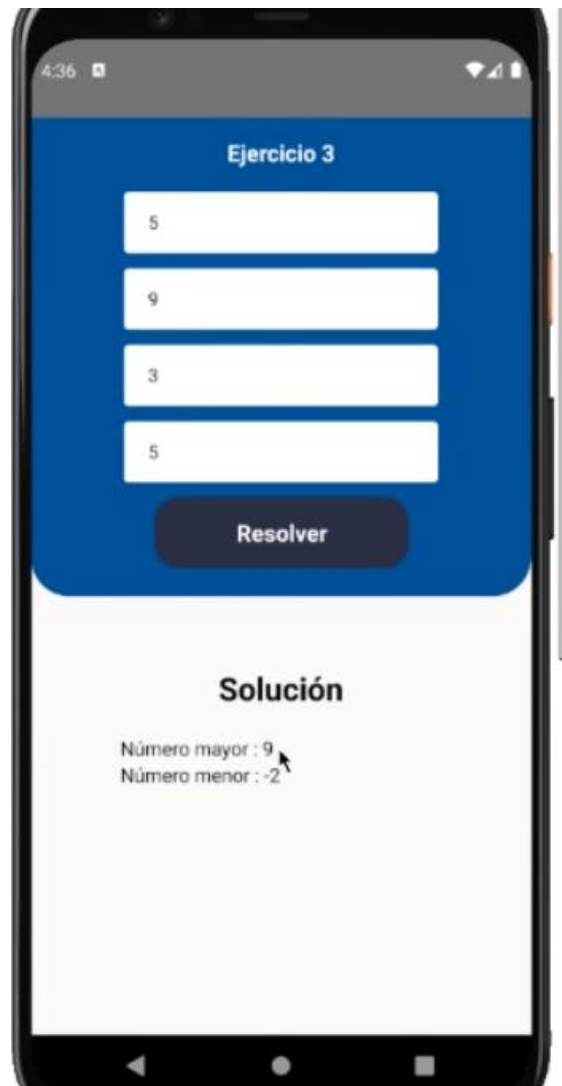 4:36
Ejercicio 3
5
9
3
5
Resolver
Solución
Número mayor : 9
Número menor : -2